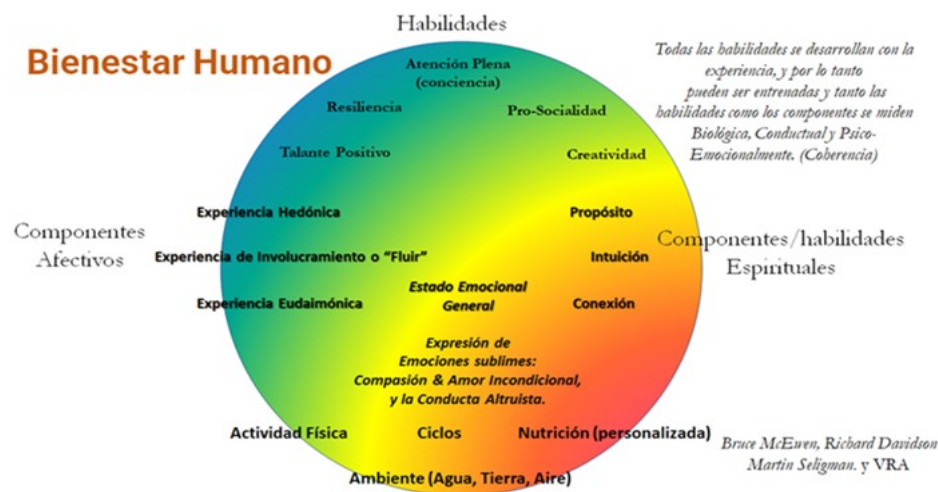 Habilidades
Bienestar Humano
Atención Plena
(conciencia)
Resiliencia
Pro-Socialidad
Talante Positivo
Creatividad
Todas las habilidades se desarrollan con la
experiencia, y por lo tanto
pueden ser entrenadas y tanto las
habilidades como los componentes se miden
Biológica, Conductual y Psico-
Emocionalmente. (Coherencia)
Componentes
Afectivos
Experiencia Hedónica
Experiencia de Involucramiento o “Fluir”
Experiencia Eudaimónica
Propósito
Intuición
Conexión
Componentes/habilidades
Espirituales
Estado Emocional
General
Expresión de
Emociones sublimes:
Compasión & Amor Incondicional,
y la Conducta Altruista.
Actividad Física
Ciclos
Nutrición (personalizada)
Ambiente (Agua, Tierra, Aire)
Bruce McEwen, Richard Davidson
Martin Seligman. y VRA